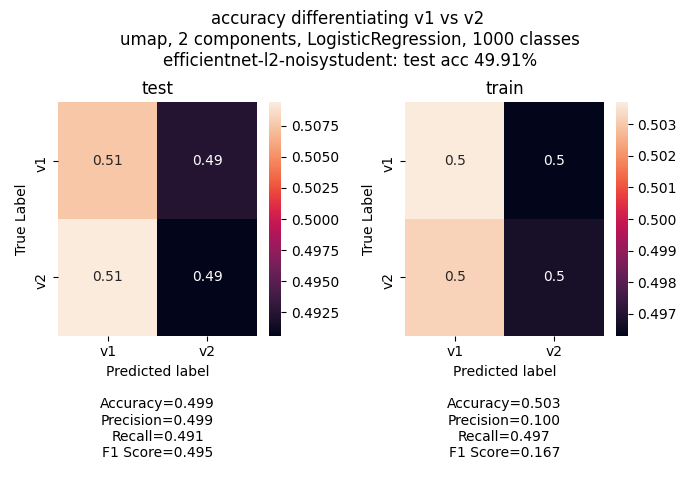 accuracy differentiating v1 vs v2
umap, 2 components, LogisticRegression, 1000 classes
efficientnet-l2-noisystudent: test acc 49.91%
test
True Label
v1
v2
0.51
0.49
0.51
0.49
v1
v2
Predicted label
0.5075
0.5050
0.5025
0.5000
0.4975
0.4950
0.4925
Accuracy=0.499
Precision=0.499
Recall=0.491
F1 Score=0.495
train
True Label
v1
v2
0.5
0.5
0.5
0.5
v1
v2
Predicted label
0.503
0.502
0.501
0.500
0.499
0.498
0.497
Accuracy=0.503
Precision=0.100
Recall=0.497
F1 Score=0.167